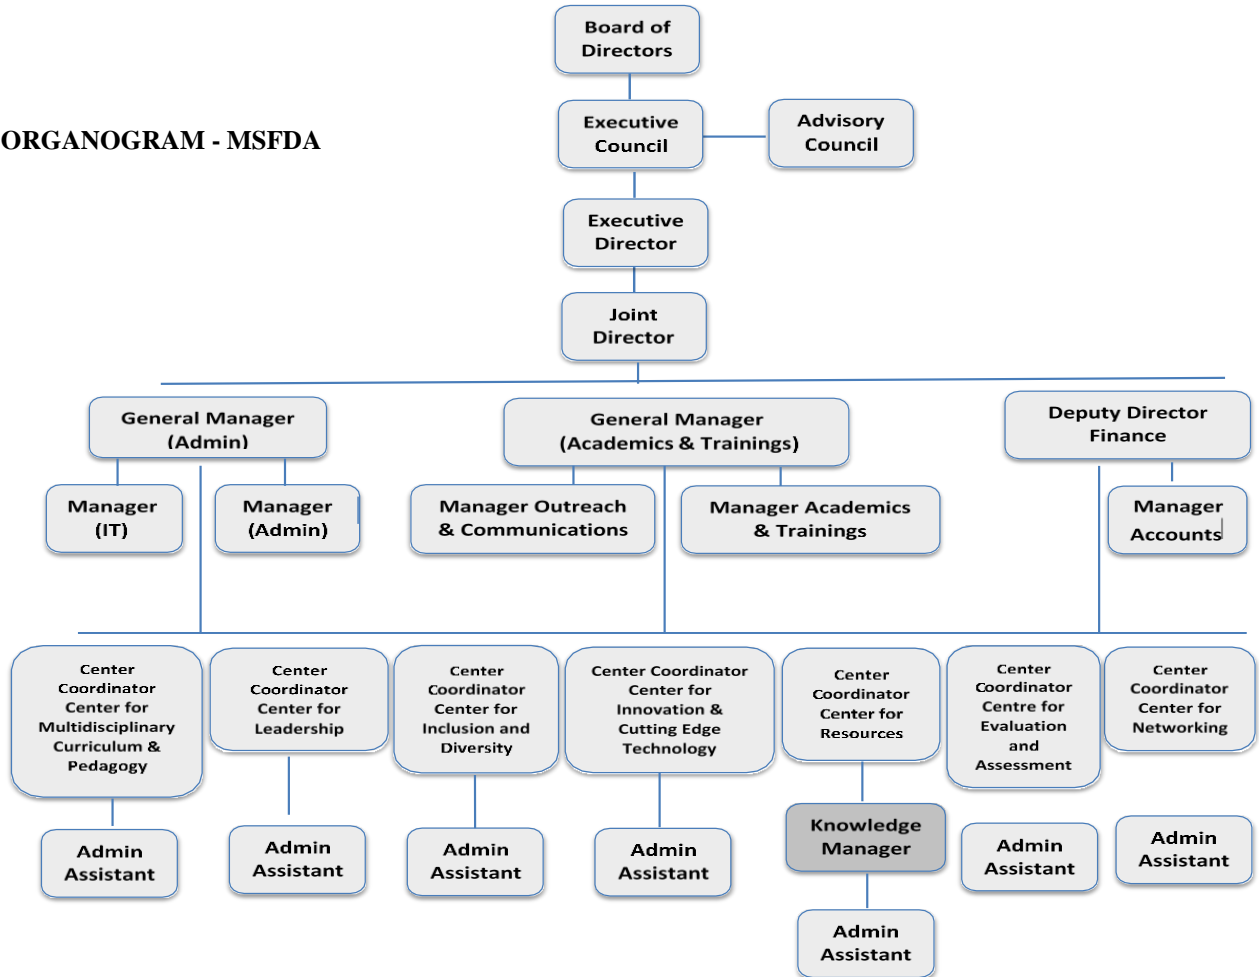 Board of
Directors
ORGANOGRAM - MSFDA
Executive
Council
Advisory
Council
Executive
Director
Joint
Director
General Manager
(Admin)
General Manager
(Academics & Trainings)
Deputy Director
Finance
Manager
(IT)
Manager
(Admin)
Manager Outreach
& Communications
Manager Academics
& Trainings
Manager
Accounts
Center
Coordinator
Center for
Multidisciplinary
Curriculum &
Pedagogy
Center
Coordinator
Center for
Leadership
Center
Coordinator
Center for
Inclusion and
Diversity
Center Coordinator
Center for
Innovation &
Cutting Edge
Technology
Center
Coordinator
Center for
Resources
Center
Coordinator
Centre for
Evaluation
and
Assessment
Center
Coordinator
Center for
Networking
Admin
Assistant
Admin
Assistant
Admin
Assistant
Admin
Assistant
Knowledge
Manager
Admin
Assistant
Admin
Assistant
Admin
Assistant